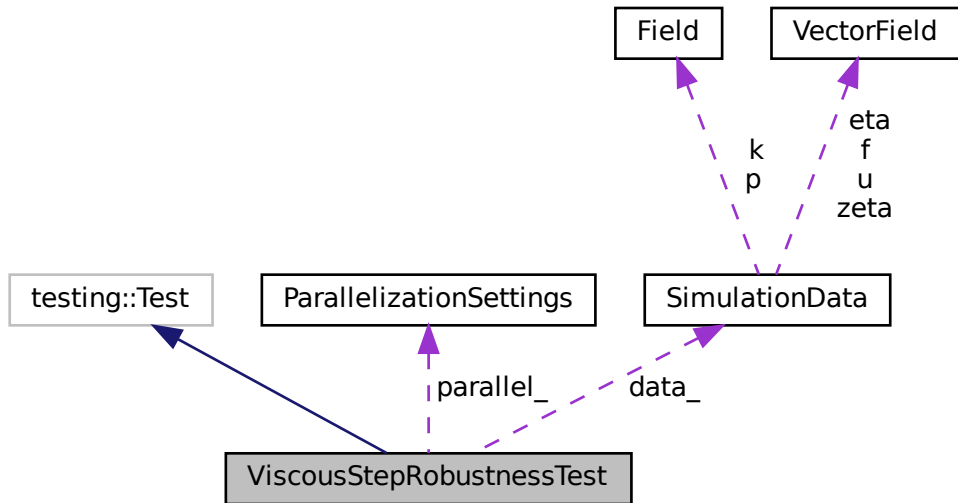 Field
VectorField
k
p
eta
f
u
zeta
testing::Test
ParallelizationSettings
SimulationData
parallel_
data_
ViscousStepRobustnessTest